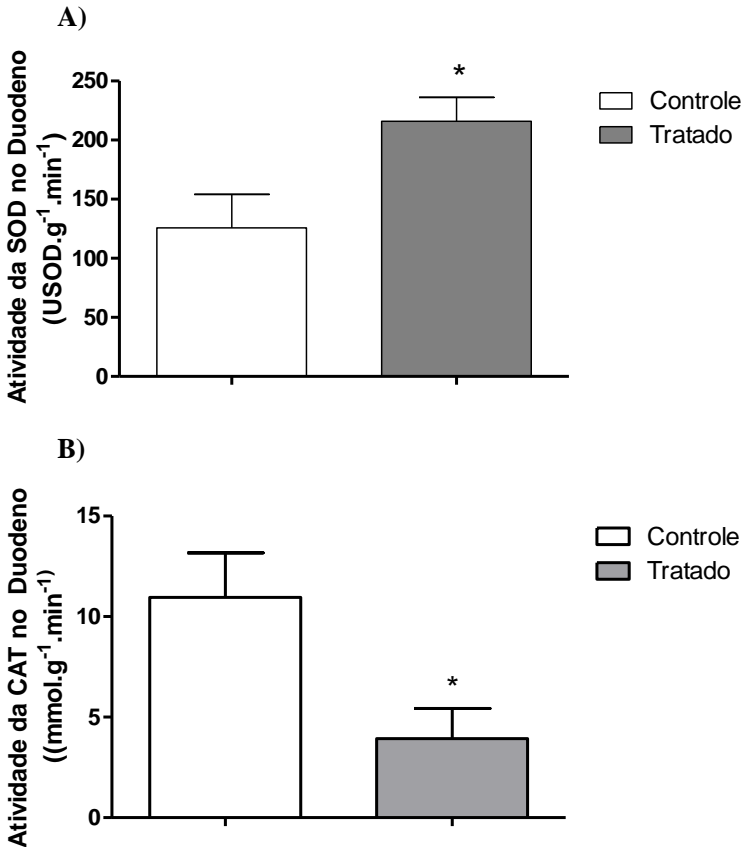 A)
Atividade da SOD no Duodeno
(USOD.g⁻¹.min⁻¹)
250
200
150
100
50
0
*
Controle
Tratado
B)
Atividade da CAT no Duodeno
((mmol.g⁻¹.min⁻¹)
15
10
5
0
*
Controle
Tratado